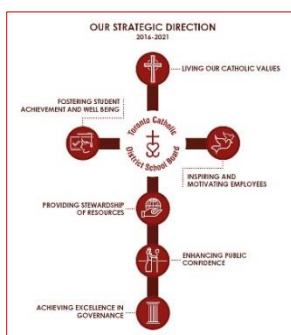 OUR STRATEGIC DIRECTION
2016-2021
LIVING OUR CATHOLIC VALUES
FOSTERING STUDENT
ACHIEVEMENT AND WELL BEING
Toronto Catholic
District School Board
INSPIRING AND
MOTIVATING EMPLOYEES
PROVIDING STEWARDSHIP
OF RESOURCES
ENHANCING PUBLIC
CONFIDENCE
ACHIEVING EXCELLENCE IN
GOVERNANCE